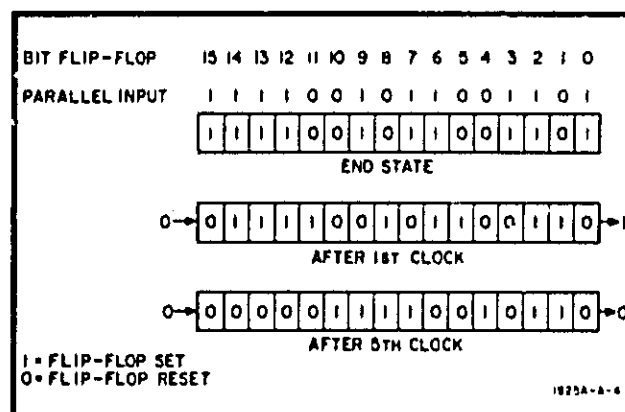 BIT FLIP-FLOP 15 14 13 12 11 10 9 8 7 6 5 4 3 2 1 0
PARALLEL INPUT 1 1 1 1 0 0 1 0 1 1 0 0 1 1 0 1
1 1 1 1 0 0 1 0 1 1 0 0 1 1 0 1
END STATE
0→ 0 1 1 1 1 0 0 1 0 1 1 0 0 1 1 0 →1
AFTER 1ST CLOCK
0→ 0 0 0 0 0 1 1 1 1 0 0 1 0 1 1 0 →0
AFTER 5TH CLOCK
1= FLIP-FLOP SET
0= FLIP-FLOP RESET